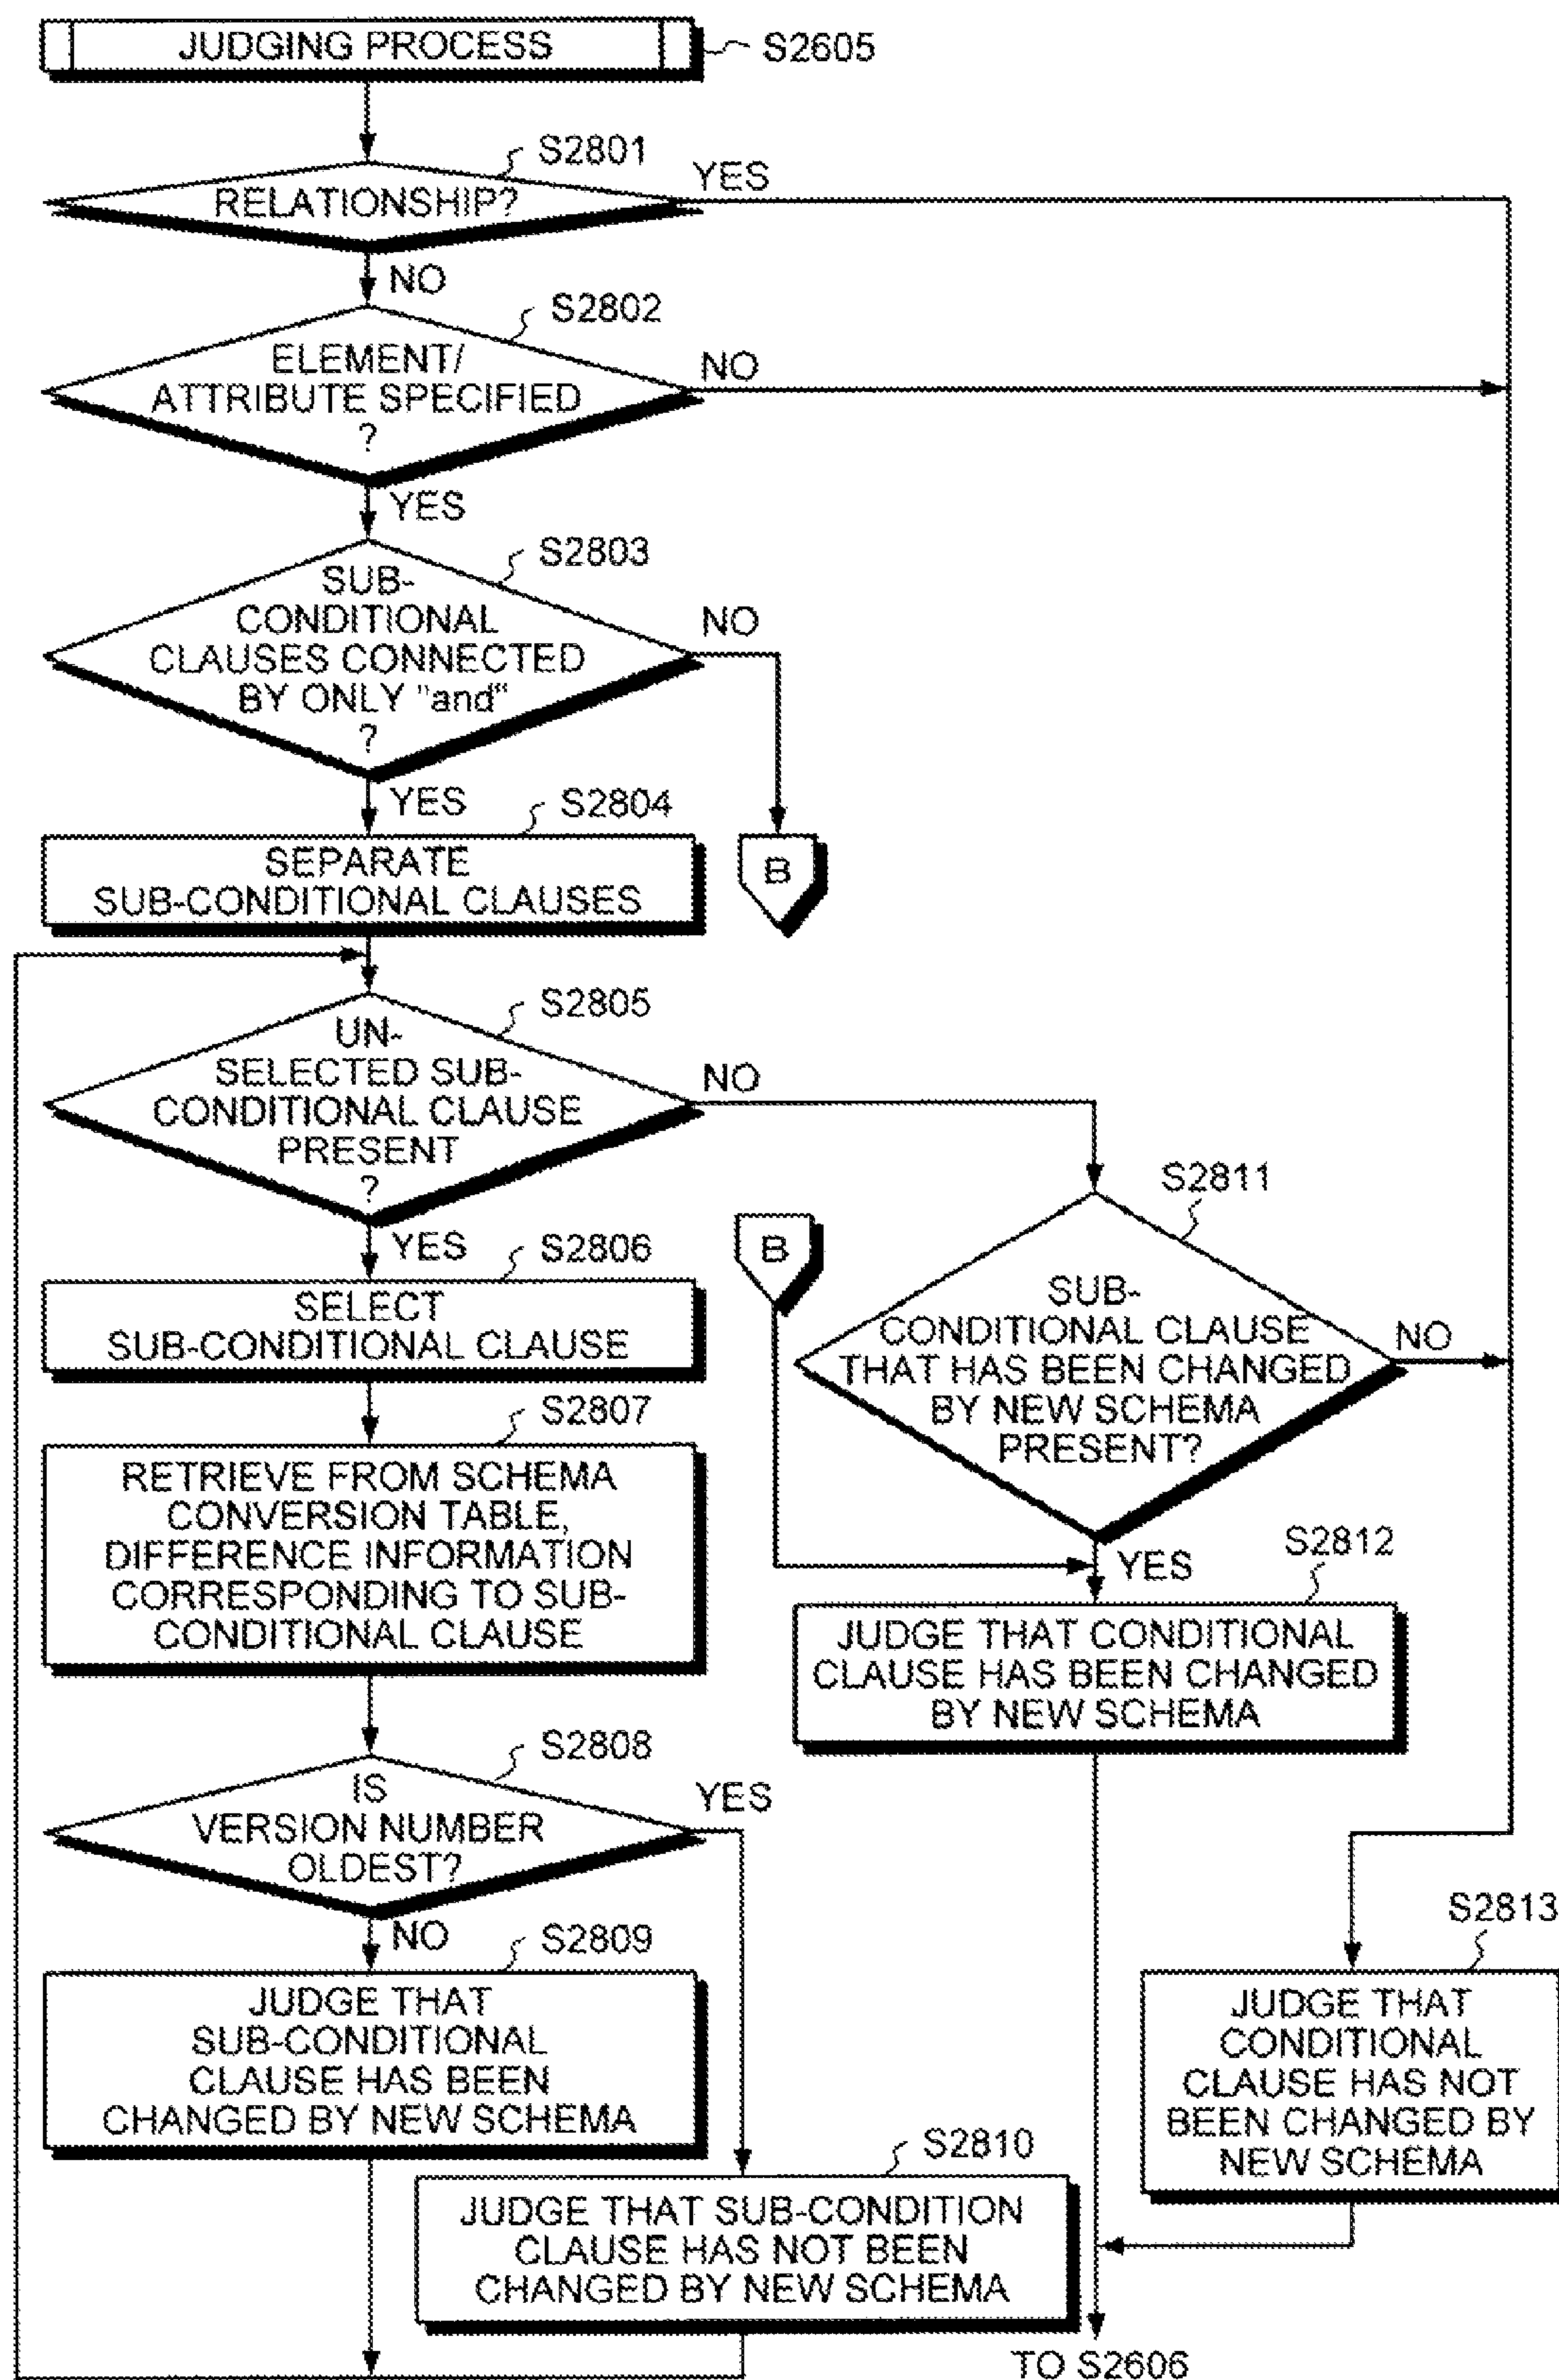 JUDGING PROCESS
S2605
S2801
RELATIONSHIP?
YES
NO
S2802
ELEMENT/
ATTRIBUTE SPECIFIED
?
NO
YES
S2803
SUB-
CONDITIONAL
CLAUSES CONNECTED
BY ONLY "and"
?
NO
YES
S2804
SEPARATE
SUB-CONDITIONAL CLAUSES
B
S2805
UN-
SELECTED SUB-
CONDITIONAL CLAUSE
PRESENT
?
NO
YES
S2806
SELECT
SUB-CONDITIONAL CLAUSE
S2807
RETRIEVE FROM SCHEMA
CONVERSION TABLE,
DIFFERENCE INFORMATION
CORRESPONDING TO SUB-
CONDITIONAL CLAUSE
S2808
IS
VERSION NUMBER
OLDEST?
YES
NO
S2809
JUDGE THAT
SUB-CONDITIONAL
CLAUSE HAS BEEN
CHANGED BY NEW SCHEMA
S2810
JUDGE THAT SUB-CONDITION
CLAUSE HAS NOT BEEN
CHANGED BY NEW SCHEMA
S2811
SUB-
CONDITIONAL CLAUSE
THAT HAS BEEN CHANGED
BY NEW SCHEMA
PRESENT?
NO
YES
B
S2812
JUDGE THAT CONDITIONAL
CLAUSE HAS BEEN CHANGED
BY NEW SCHEMA
S2813
JUDGE THAT
CONDITIONAL
CLAUSE HAS NOT
BEEN CHANGED BY
NEW SCHEMA
TO S2606